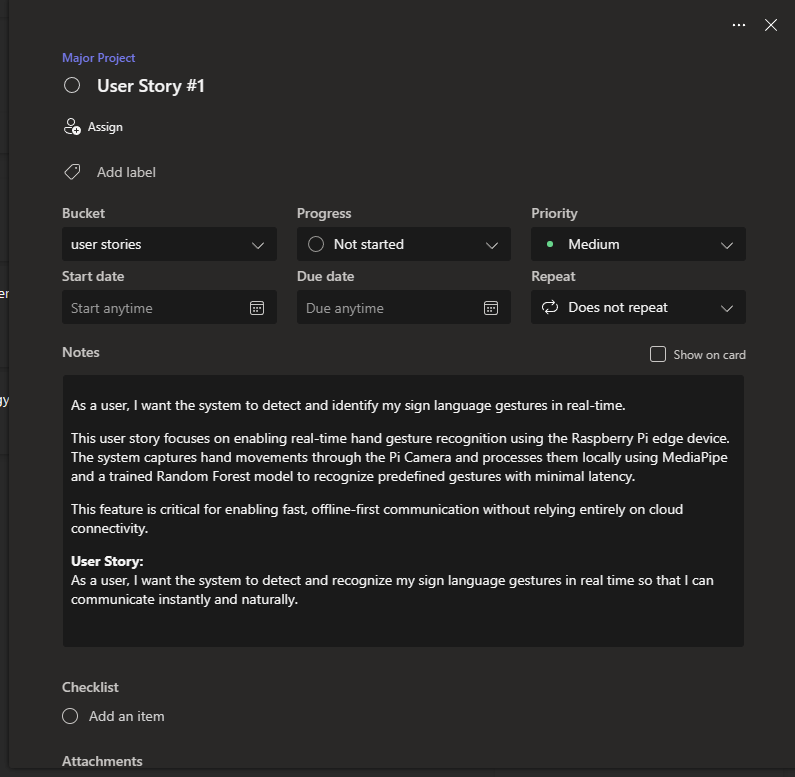 Major Project
User Story #1
Assign
Add label
Bucket
Progress
Priority
user stories
Not started
Medium
Start date
Due date
Repeat
Start anytime
Due anytime
Does not repeat
er
Notes
Show on card
gy
As a user, I want the system to detect and identify my sign language gestures in real-time.
This user story focuses on enabling real-time hand gesture recognition using the Raspberry Pi edge device.
The system captures hand movements through the Pi Camera and processes them locally using MediaPipe
and a trained Random Forest model to recognize predefined gestures with minimal latency.
This feature is critical for enabling fast, offline-first communication without relying entirely on cloud
connectivity.
User Story:
As a user, I want the system to detect and recognize my sign language gestures in real time so that I can
communicate instantly and naturally.
Checklist
Add an item
Attachments